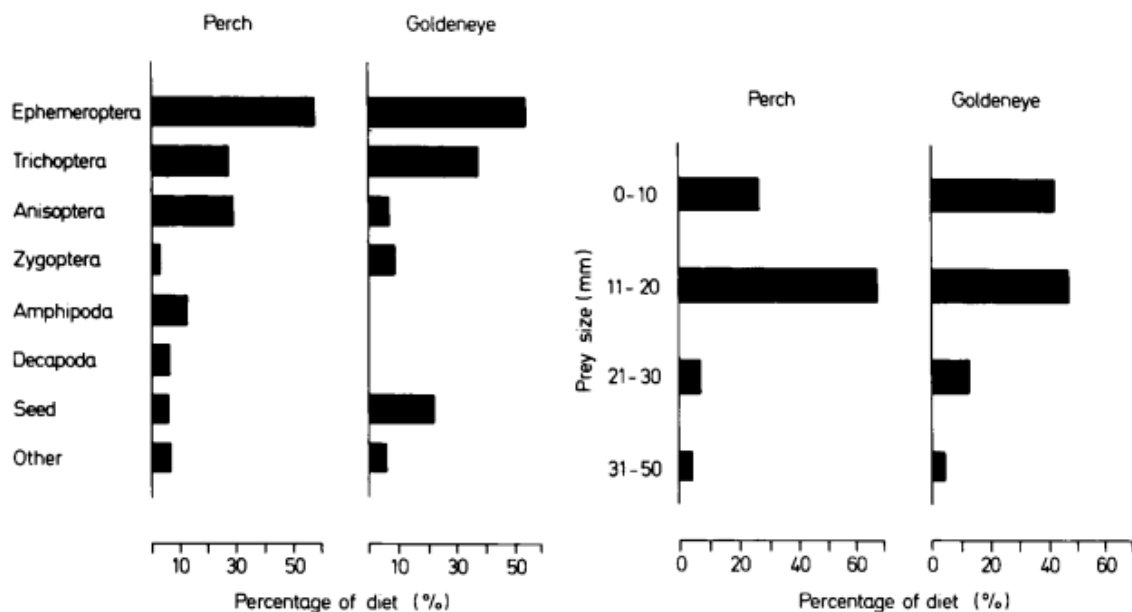 Perch
Goldeneye
Ephemeroptera
Trichoptera
Anisoptera
Zygoptera
Amphipoda
Decapoda
Seed
Other
10 30 50
10 30 50
Percentage of diet (%)
Perch
Goldeneye
Prey size (mm)
0-10
11-20
21-30
31-50
0 20 40 60
0 20 40 60
Percentage of diet (%)